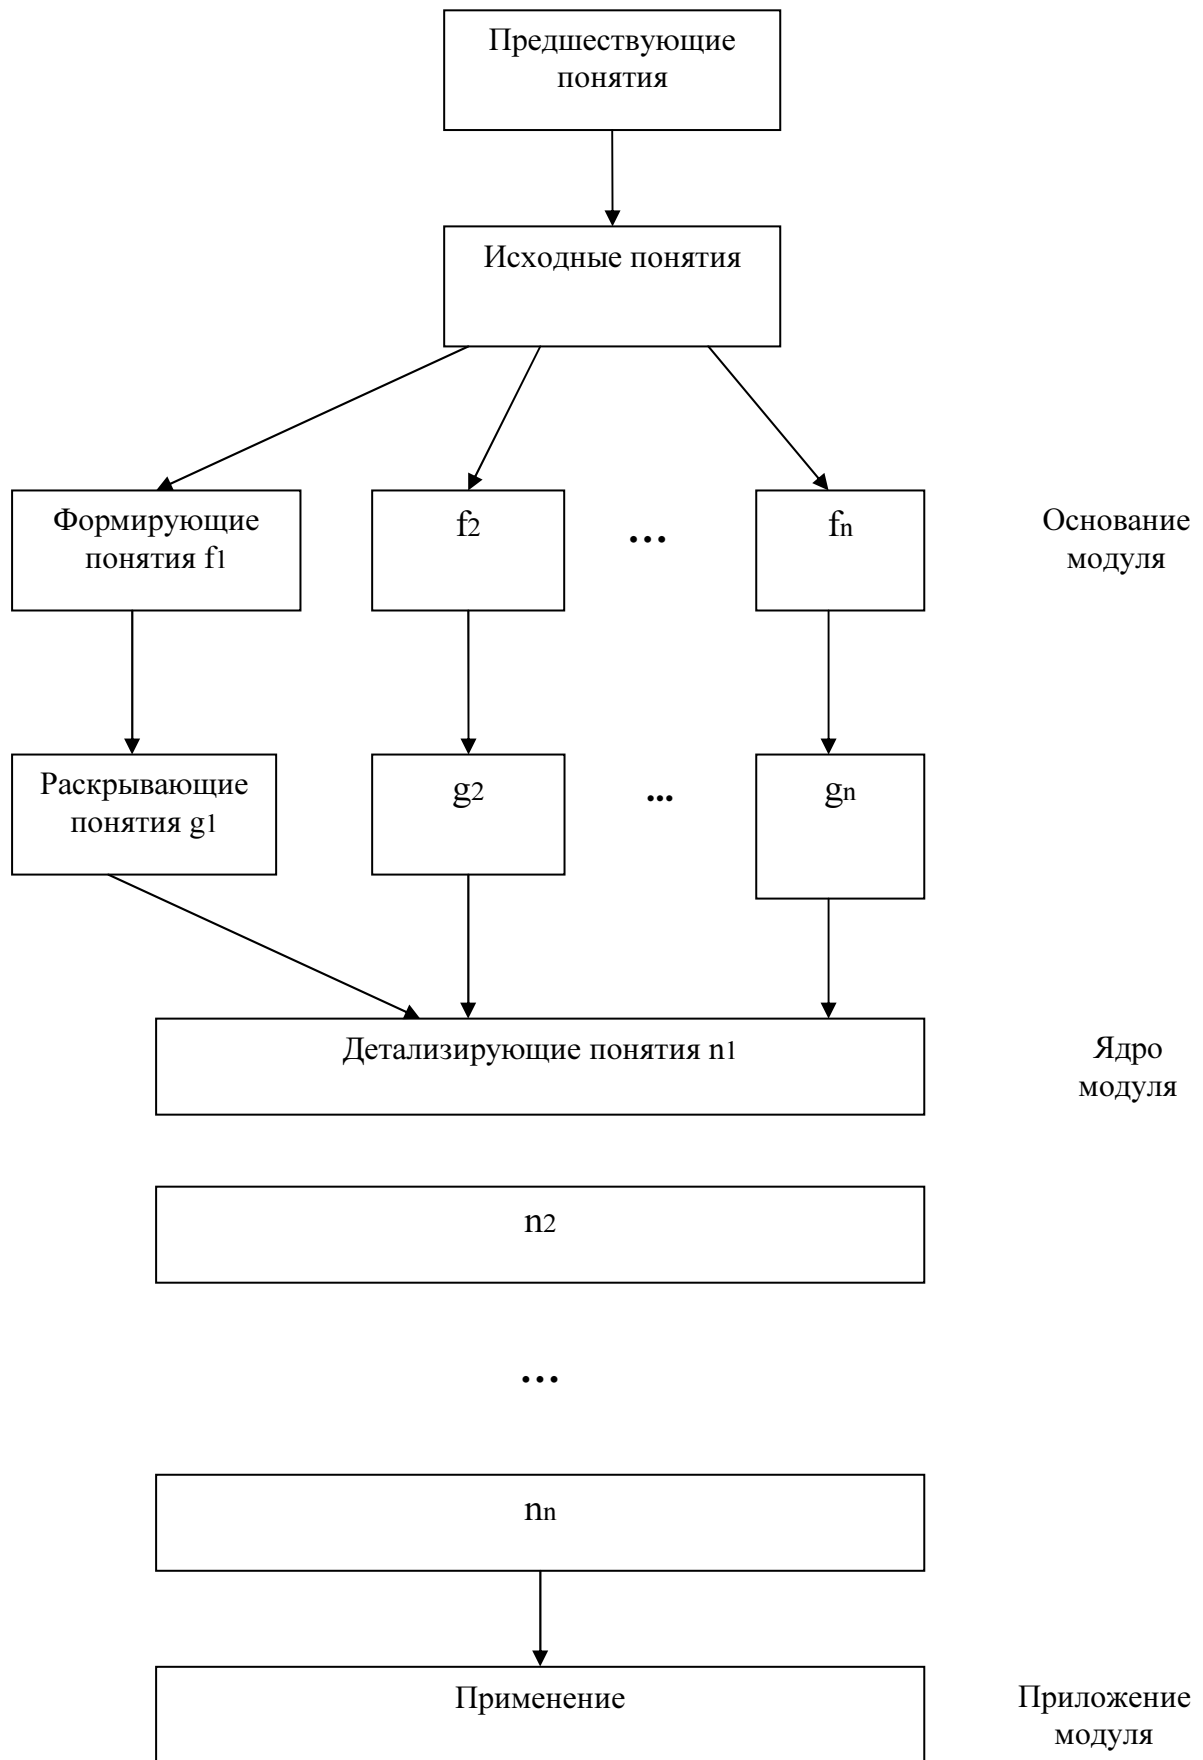 Предшествующие
понятия
Исходные понятия
Формирующие
понятия f1
f2
...
fn
Основание
модуля
Раскрывающие
понятия g1
g2
...
gn
Детализирующие понятия n1
Ядро
модуля
n2
...
nn
Применение
Приложение
модуля